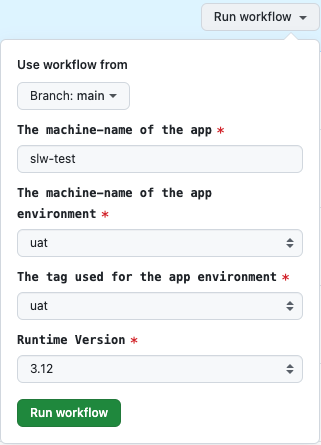 Run workflow
Use workflow from
Branch: main
The machine-name of the app *
slw-test
The machine-name of the app
environment *
uat
The tag used for the app environment *
uat
Runtime Version *
3.12
Run workflow